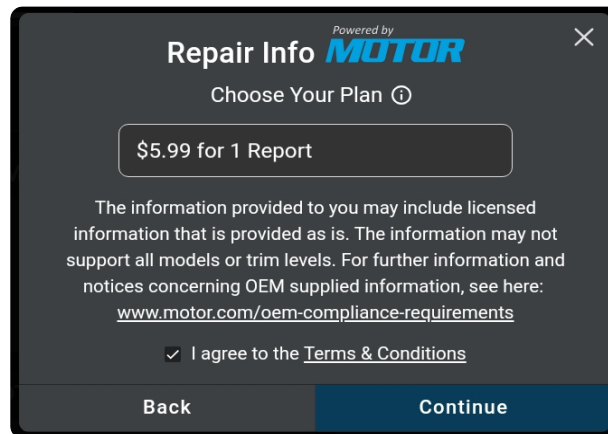 Powered by
Repair Info MOTOR
Choose Your Plan
$5.99 for 1 Report
The information provided to you may include licensed
information that is provided as is. The information may not
support all models or trim levels. For further information and
notices concerning OEM supplied information, see here:
www.motor.com/oem-compliance-requirements
I agree to the Terms & Conditions
Back
Continue